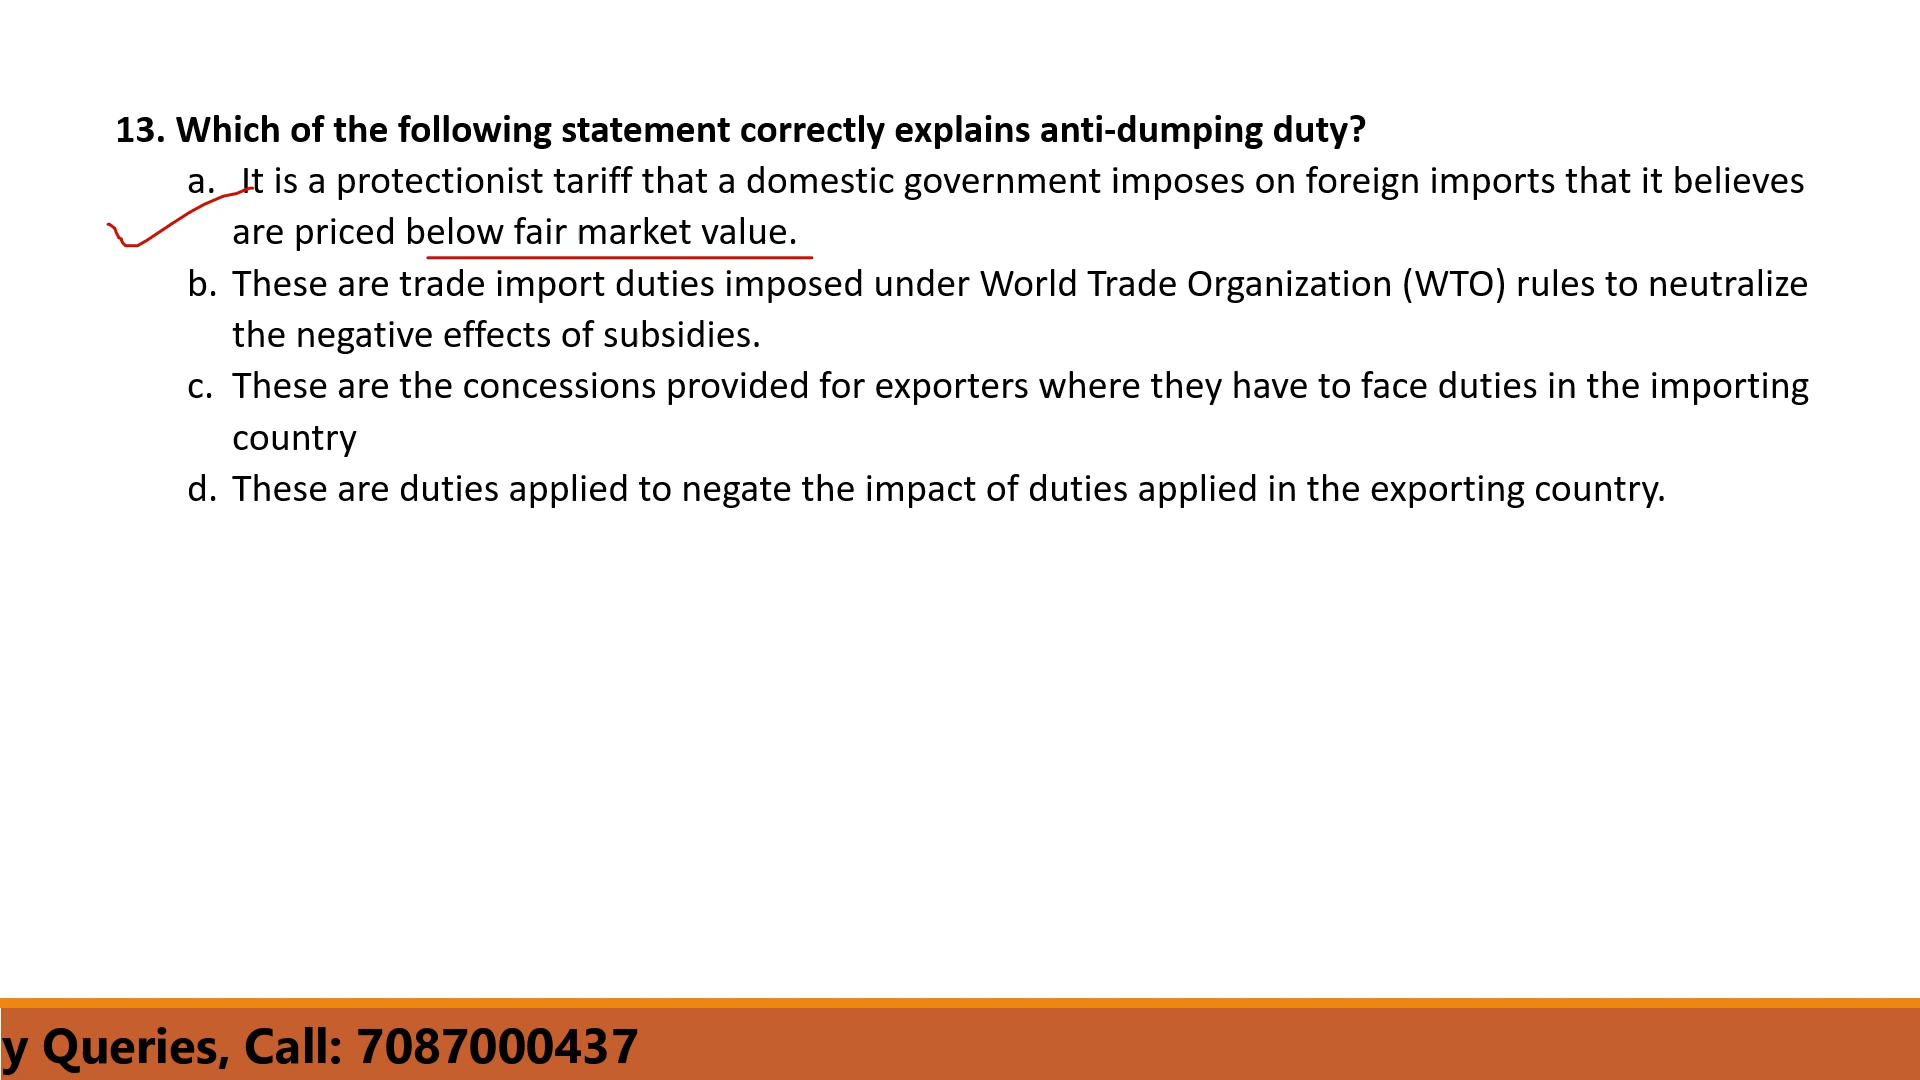 13. Which of the following statement correctly explains anti-dumping duty?
a. It is a protectionist tariff that a domestic government imposes on foreign imports that it believes
are priced below fair market value.
b. These are trade import duties imposed under World Trade Organization (WTO) rules to neutralize
the negative effects of subsidies.
c. These are the concessions provided for exporters where they have to face duties in the importing
country
d. These are duties applied to negate the impact of duties applied in the exporting country.
y Queries, Call: 7087000437